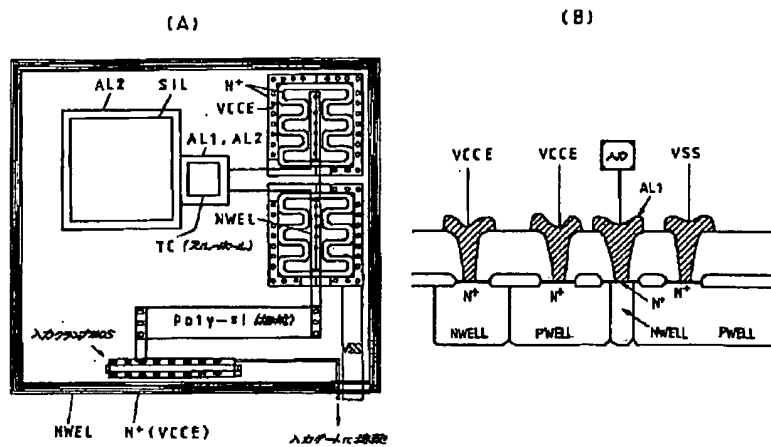 (A)
(B)
AL2
SIL
N+
VCCE
AL1, AL2
NWEL
TC (スルーホール)
Poly-si (抵抗)
入力クランプMOS
VSS
NWEL
N+ (VCCE)
入力ゲートに接続
VCCE
VCCE
VSS
AL1
N+
N+
N+
N+
NWELL
PWELL
NWELL
PWELL